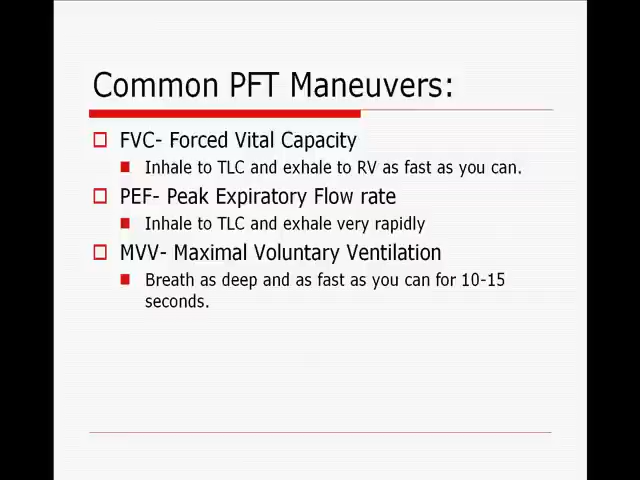 Common PFT Maneuvers:
FVC- Forced Vital Capacity
Inhale to TLC and exhale to RV as fast as you can.
PEF- Peak Expiratory Flow rate
Inhale to TLC and exhale very rapidly
MVV- Maximal Voluntary Ventilation
Breath as deep and as fast as you can for 10-15
seconds.